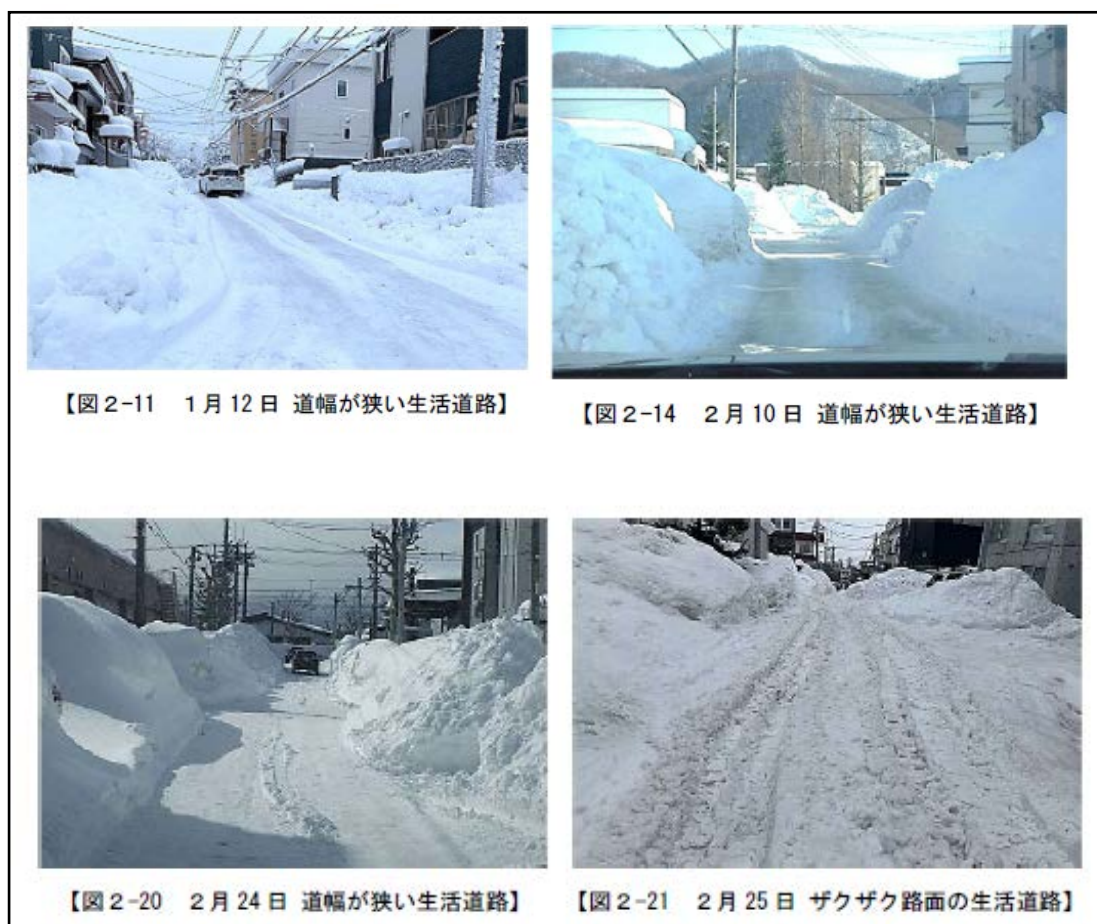 【図2-11　1月12日 道幅が狭い生活道路】
【図2-14　2月10日 道幅が狭い生活道路】
【図2-20　2月24日 道幅が狭い生活道路】
【図2-21　2月25日 ザクザク路面の生活道路】